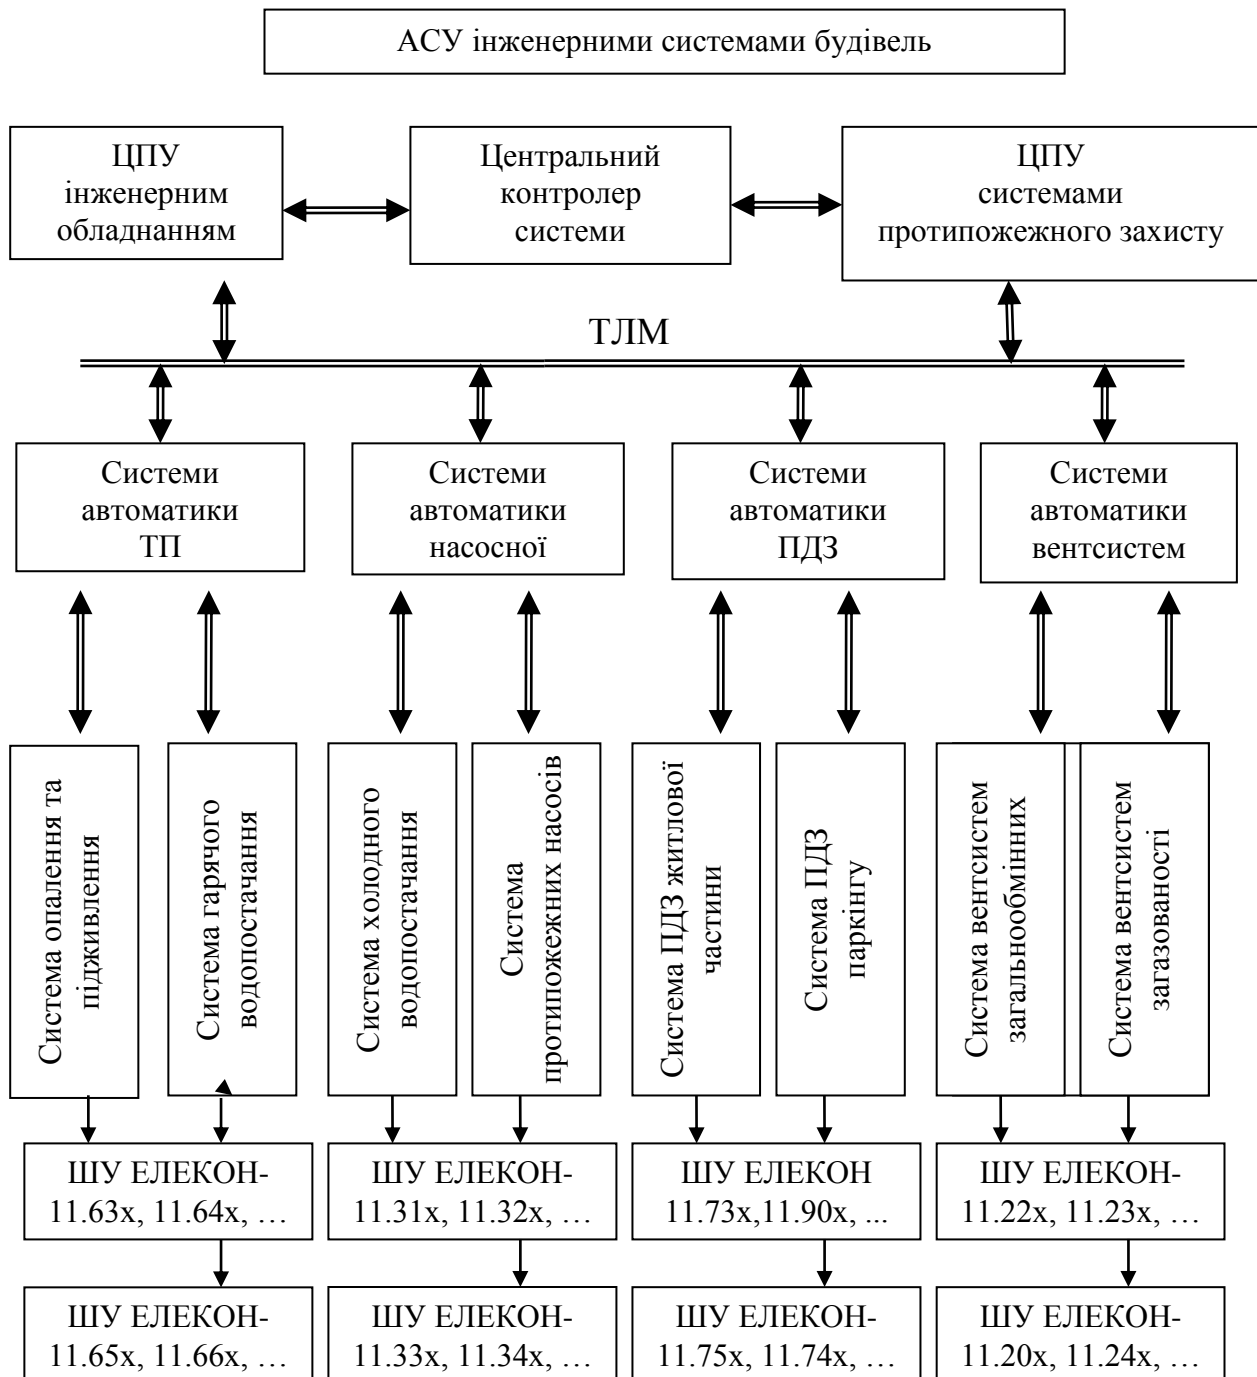 АСУ інженерними системами будівель
ЦПУ
інженерним
обладнанням
Центральний
контролер
системи
ЦПУ
системами
протипожежного захисту
ТЛМ
Системи
автоматики
ТП
Системи
автоматики
насосної
Системи
автоматики
ПДЗ
Системи
автоматики
вентсистем
Система опалення та
підживлення
Система гарячого
водопостачання
Система холодного
водопостачання
Система
протипежних насосів
Система ПДЗ житлової
частини
Система ПДЗ
паркінгу
Система вентсистем
загальнообмінних
Система вентсистем
загазованості
ШУ ЕЛЕКОН-
11.63х, 11.64х, …
ШУ ЕЛЕКОН-
11.31х, 11.32х, …
ШУ ЕЛЕКОН
11.73х,11.90х, ...
ШУ ЕЛЕКОН-
11.22х, 11.23х, …
ШУ ЕЛЕКОН-
11.65х, 11.66х, …
ШУ ЕЛЕКОН-
11.33х, 11.34х, …
ШУ ЕЛЕКОН-
11.75х, 11.74х, …
ШУ ЕЛЕКОН-
11.20х, 11.24х, …